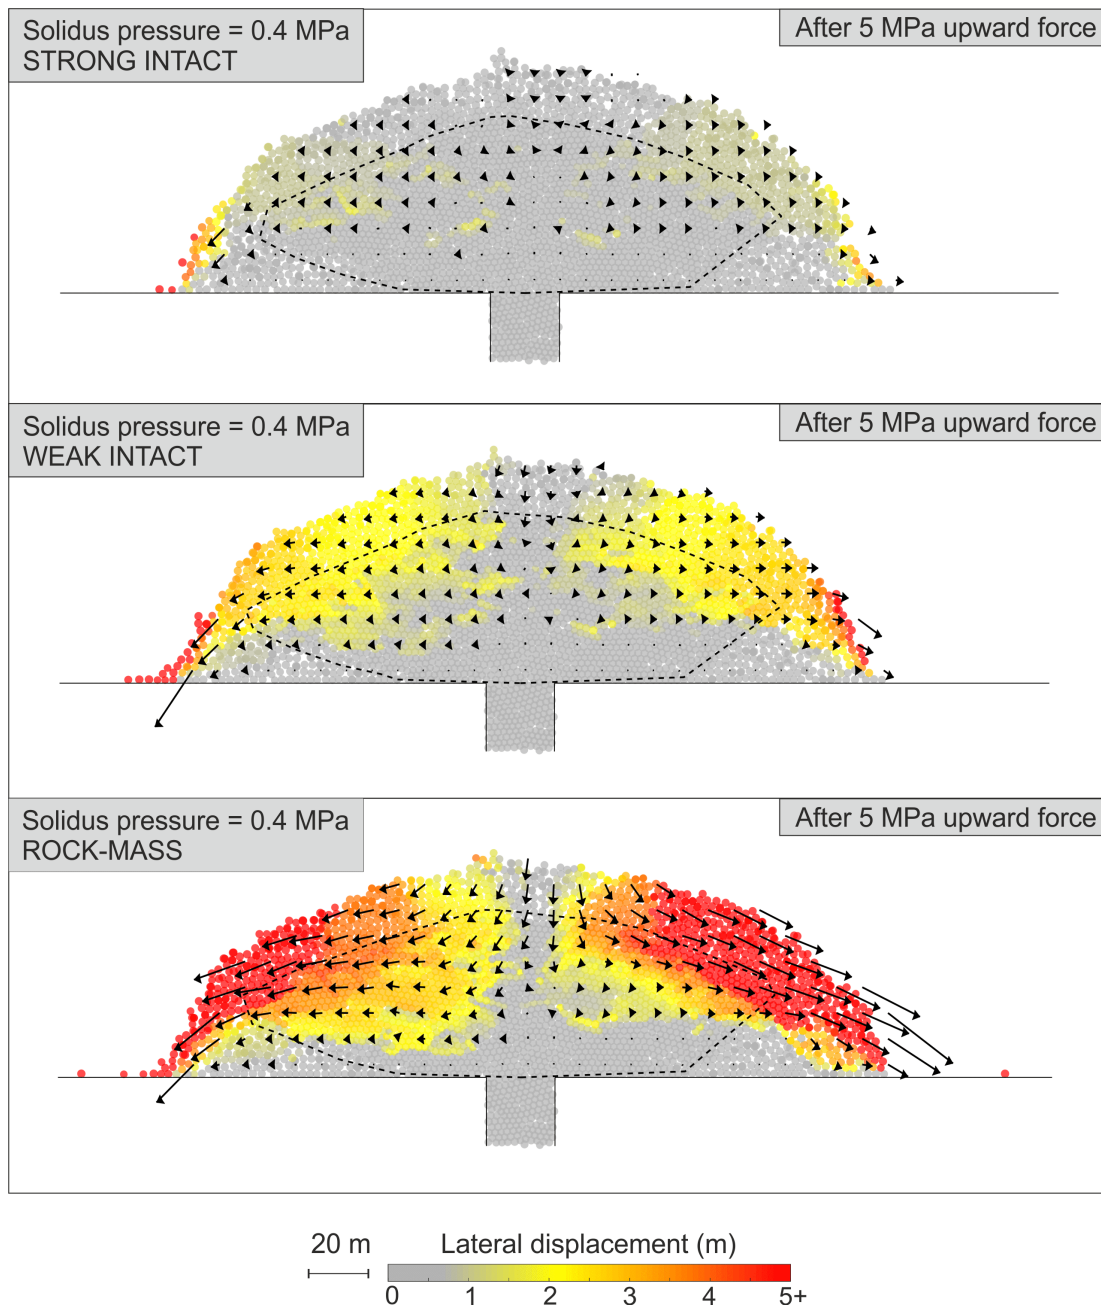 Solidus pressure = 0.4 MPa
STRONG INTACT
After 5 MPa upward force
Solidus pressure = 0.4 MPa
WEAK INTACT
After 5 MPa upward force
Solidus pressure = 0.4 MPa
ROCK-MASS
After 5 MPa upward force
20 m
Lateral displacement (m)
0 1 2 3 4 5+